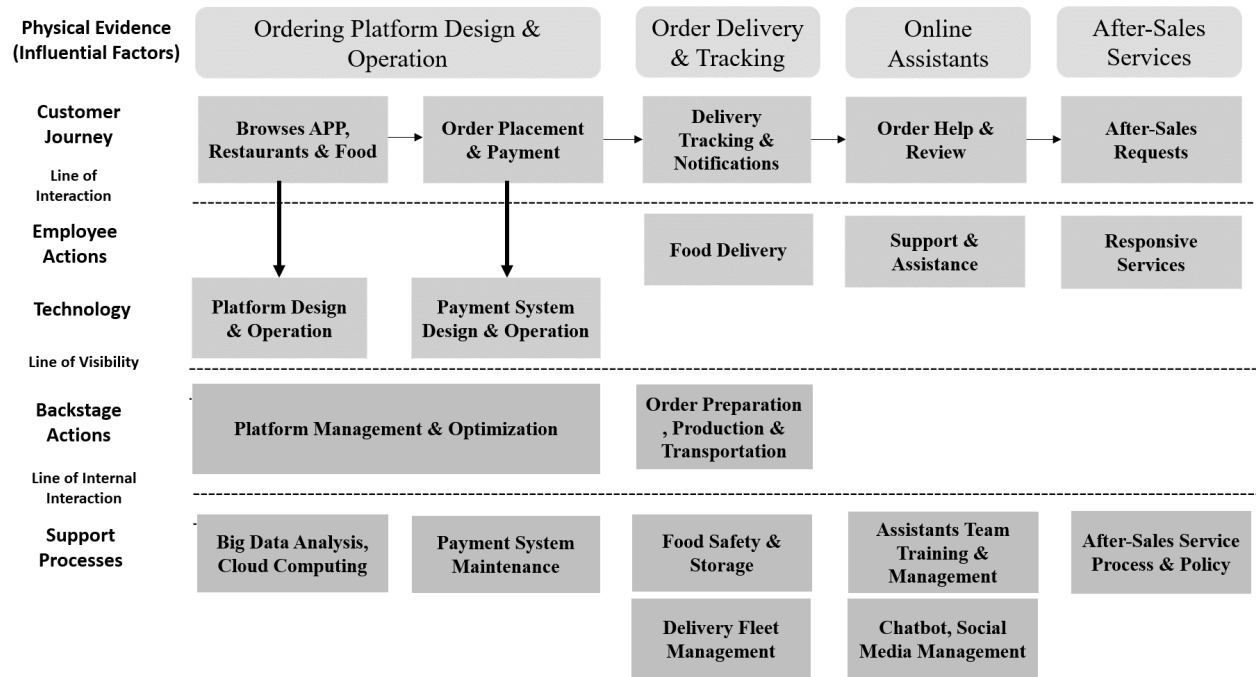 Physical Evidence
(Influential Factors)
Ordering Platform Design &
Operation
Order Delivery
& Tracking
Online
Assistants
After-Sales
Services
Customer
Journey
Browses APP,
Restaurants & Food
Order Placement
& Payment
Delivery
Tracking &
Notifications
Order Help &
Review
After-Sales
Requests
Line of
Interaction
Employee
Actions
Food Delivery
Support &
Assistance
Responsive
Services
Technology
Platform Design
& Operation
Payment System
Design & Operation
Line of Visibility
Backstage
Actions
Platform Management & Optimization
Order Preparation
, Production &
Transportation
Line of Internal
Interaction
Support
Processes
Big Data Analysis,
Cloud Computing
Payment System
Maintenance
Food Safety &
Storage
Assistants Team
Training &
Management
After-Sales Service
Process & Policy
Delivery Fleet
Management
Chatbot, Social
Media Management